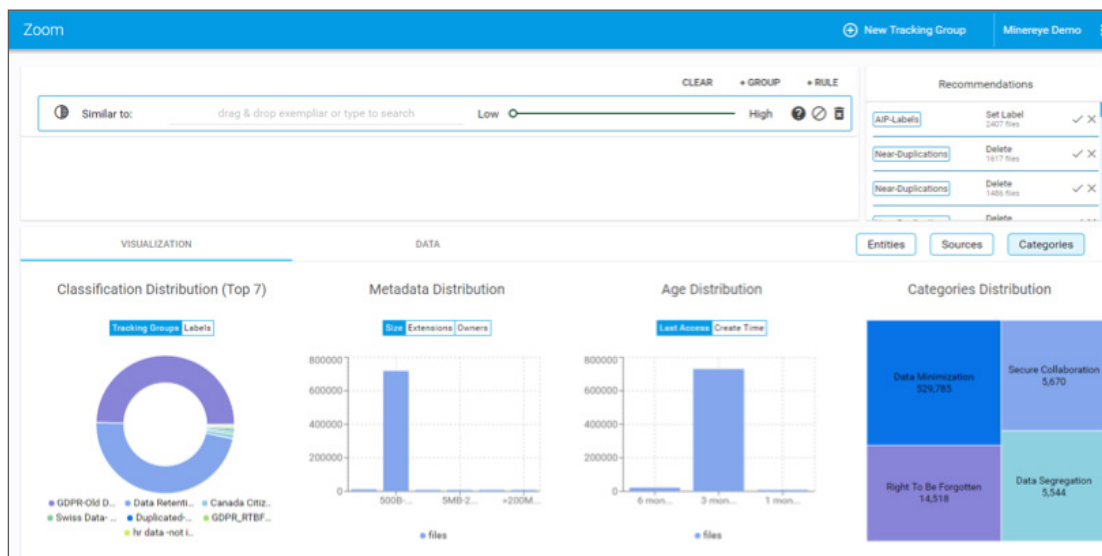 Zoom
New Tracking Group
Minereye Demo
CLEAR + GROUP + RULE
Similar to: drag & drop exempliar or type to search Low High
Recommendations
AIP-Labels Set Label
2407 files
Near-Duplications Delete
1617 files
Near-Duplications Delete
1486 files
Delete
VISUALIZATION DATA
Entities Sources Categories
Classification Distribution (Top 7)
Tracking Groups Labels
GDPR-Old D... Data Retenti... Canada Citiz..
Swiss Data-... Duplicated-... GDPR_RTBF...
hr data -not i...
Metadata Distribution
Size Extensions Owners
800000
600000
400000
200000
0
500B-... 5MB-2... >200M...
files
Age Distribution
Last Access Create Time
800000
600000
400000
200000
0
6 mon... 3 mon... 1 mon...
files
Categories Distribution
Data Minimization
529,785
Secure Collaboration
5,670
Right To Be Forgotten
14,518
Data Segregation
5,544